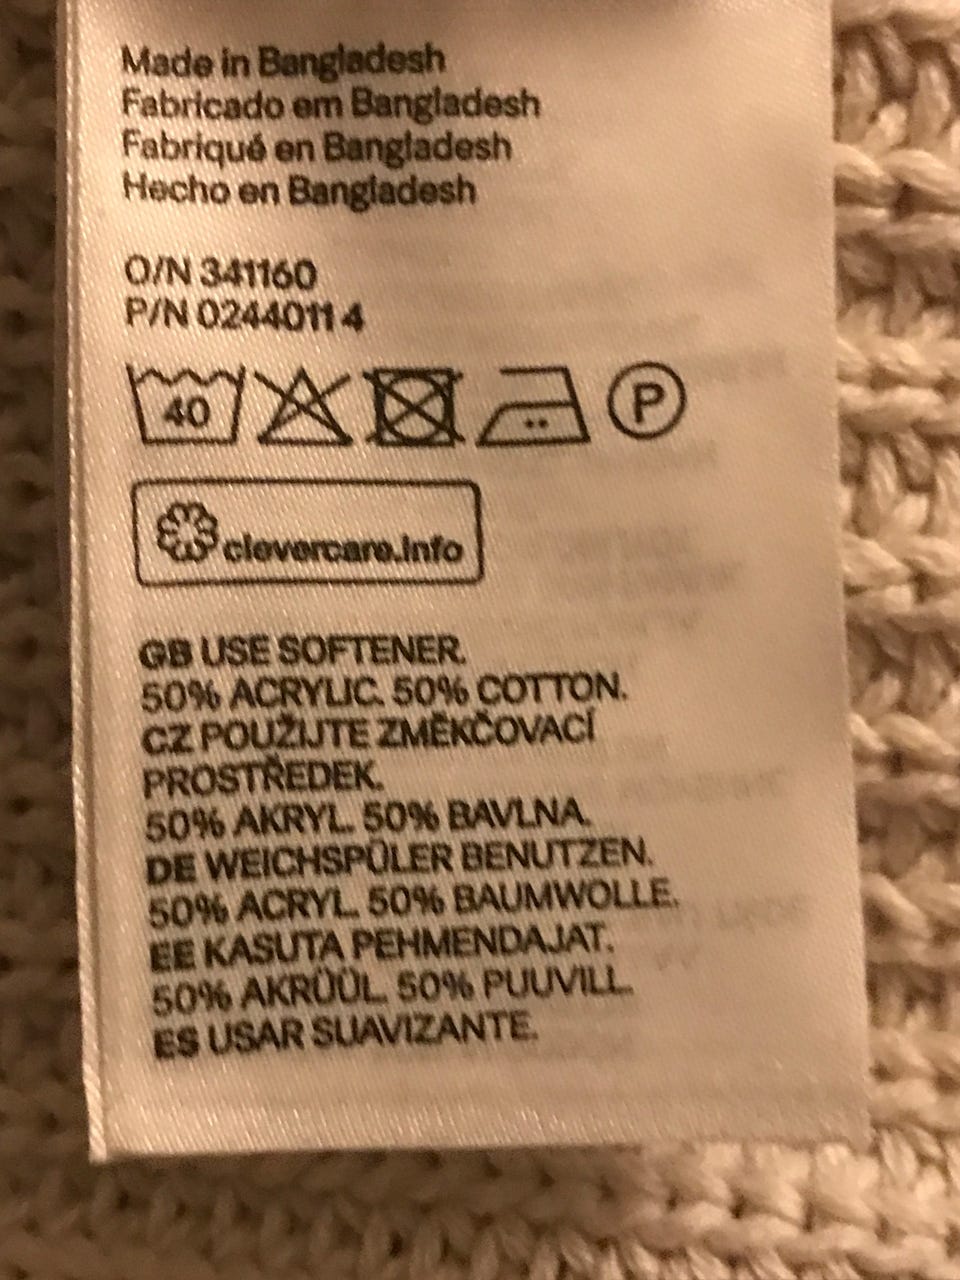 Made in Bangladesh
Fabricado em Bangladesh
Fabriqué en Bangladesh
Hecho en Bangladesh
O/N 341160
P/N 0244011 4
40 P
clevercare.info
GB USE SOFTENER.
50% ACRYLIC. 50% COTTON.
CZ POUŽIJTE ZMĚKČOVACÍ
PROSTŘEDEK.
50% AKRYL. 50% BAVLNA.
DE WEICHSPÜLER BENUTZEN.
50% ACRYL. 50% BAUMWOLLE.
EE KASUTA PEHMENDAJAT.
50% AKRÜÜL. 50% PUUVILL.
ES USAR SUAVIZANTE.